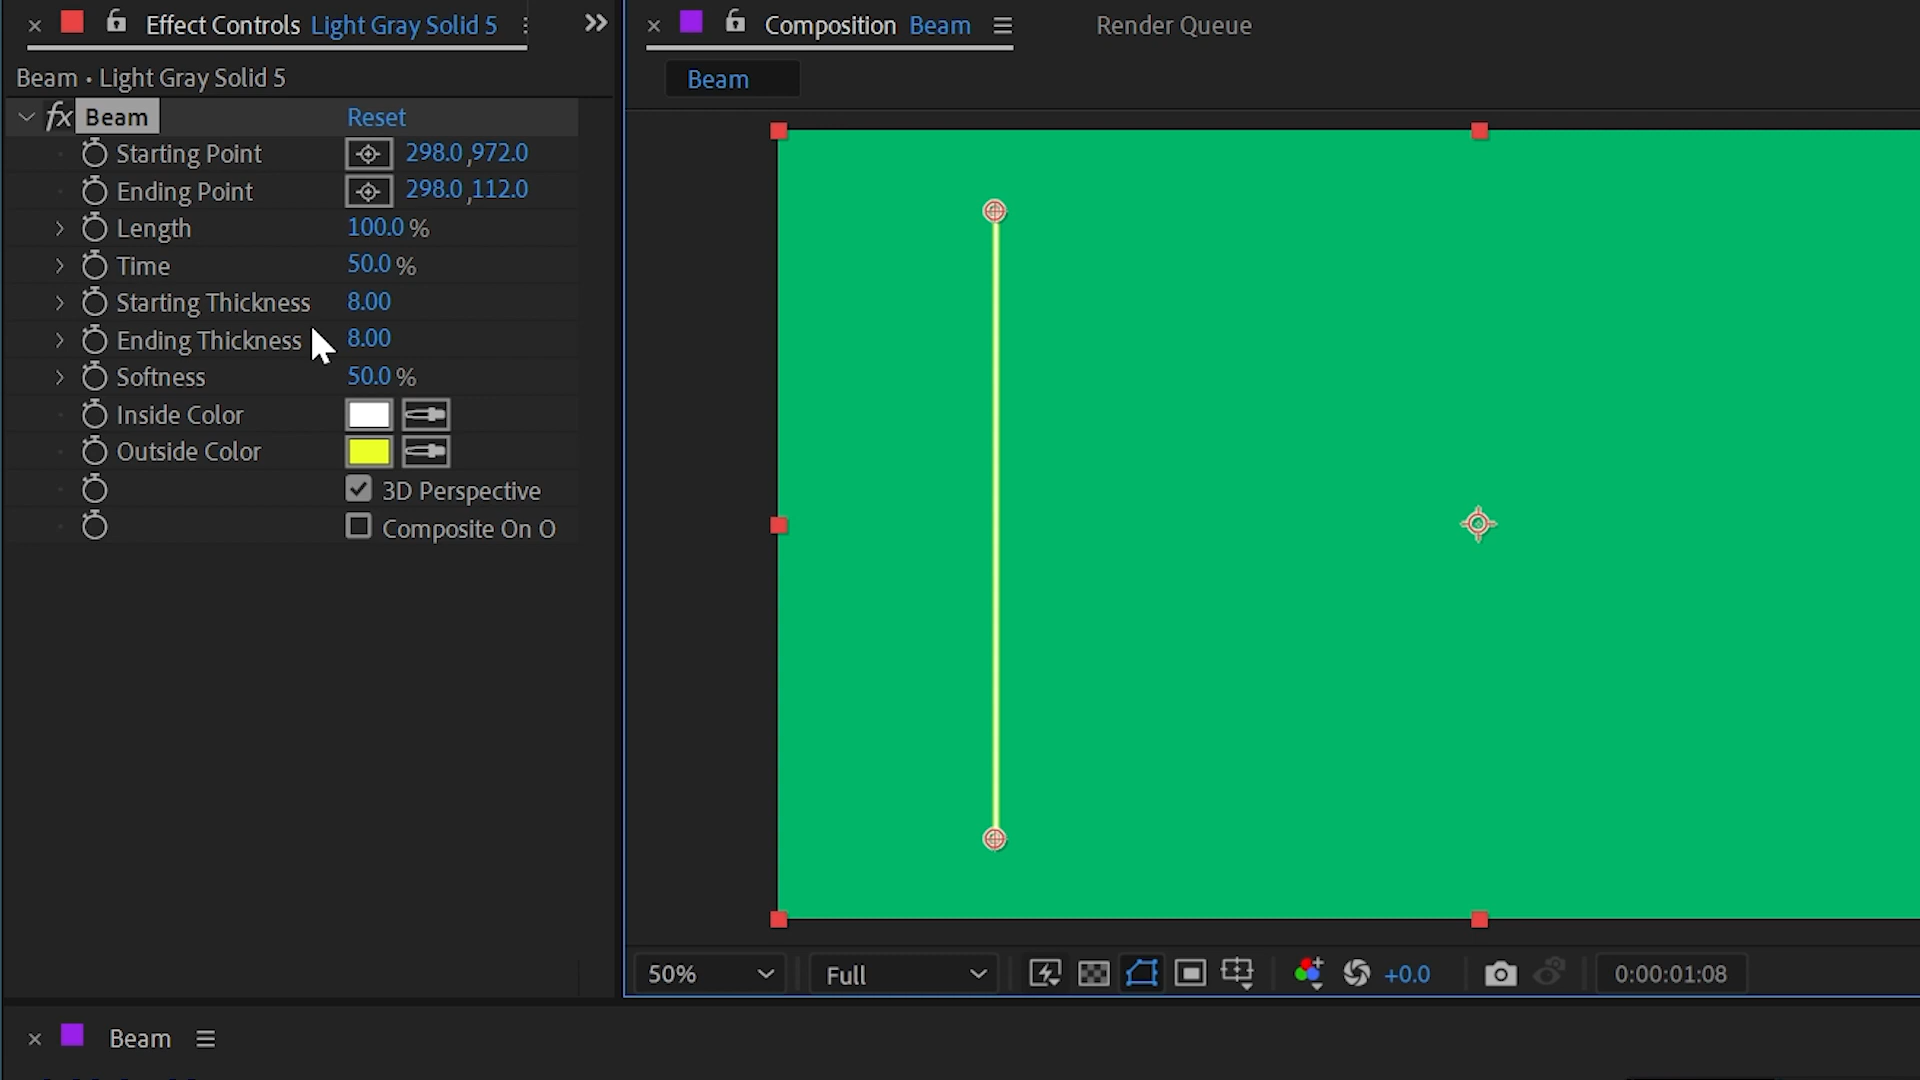 Effect Controls Light Gray Solid 5
Beam • Light Gray Solid 5
fx Beam Reset
Starting Point 298.0,972.0
Ending Point 298.0,112.0
Length 100.0 %
Time 50.0 %
Starting Thickness 8.00
Ending Thickness 8.00
Softness 50.0 %
Inside Color
Outside Color
3D Perspective
Composite On O
Composition Beam
Render Queue
Beam
50%
Full
+0.0
0:00:01:08
Beam